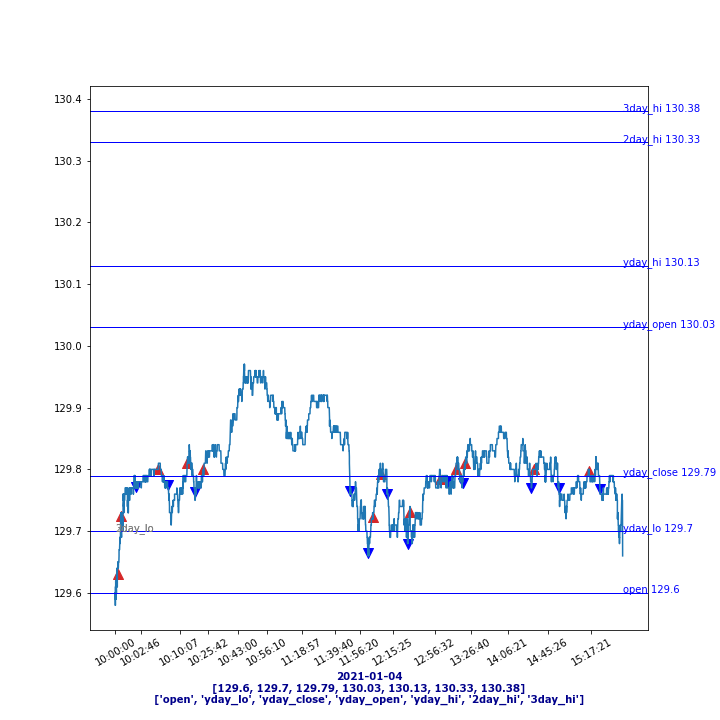 130.4
3day_hi 130.38
2day_hi 130.33
130.3
130.2
yday_hi 130.13
130.1
yday_open 130.03
130.0
129.9
129.8
yday_close 129.79
129.7
3day_lo
yday_lo 129.7
129.6
open 129.6
10:00:00 10:02:46 10:10:07 10:25:42 10:43:00 10:56:10 11:18:57 11:39:40 11:56:20 12:15:25 12:56:32 13:26:40 14:06:21 14:45:26 15:17:21
2021-01-04
[129.6, 129.7, 129.79, 130.03, 130.13, 130.33, 130.38]
['open', 'yday_lo', 'yday_close', 'yday_open', 'yday_hi', '2day_hi', '3day_hi']